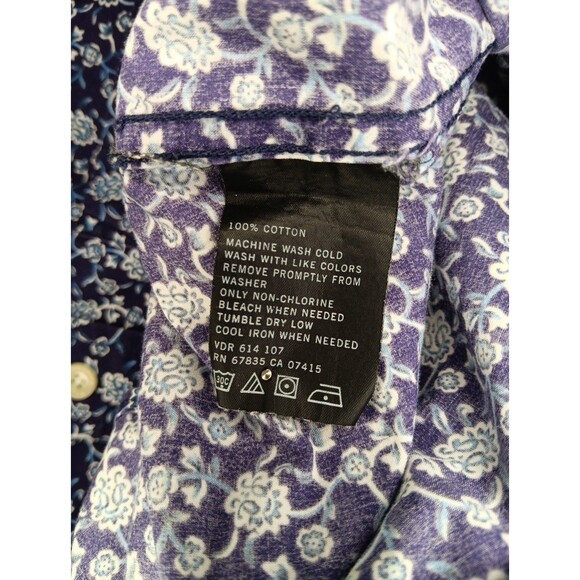 100% COTTON
MACHINE WASH COLD
WASH WITH LIKE COLORS
REMOVE PROMPTLY FROM
WASHER
ONLY NON-CHLORINE
BLEACH WHEN NEEDED
TUMBLE DRY LOW
COOL IRON WHEN NEEDED
VDR 614 107
RN 67835 CA 07415
30C